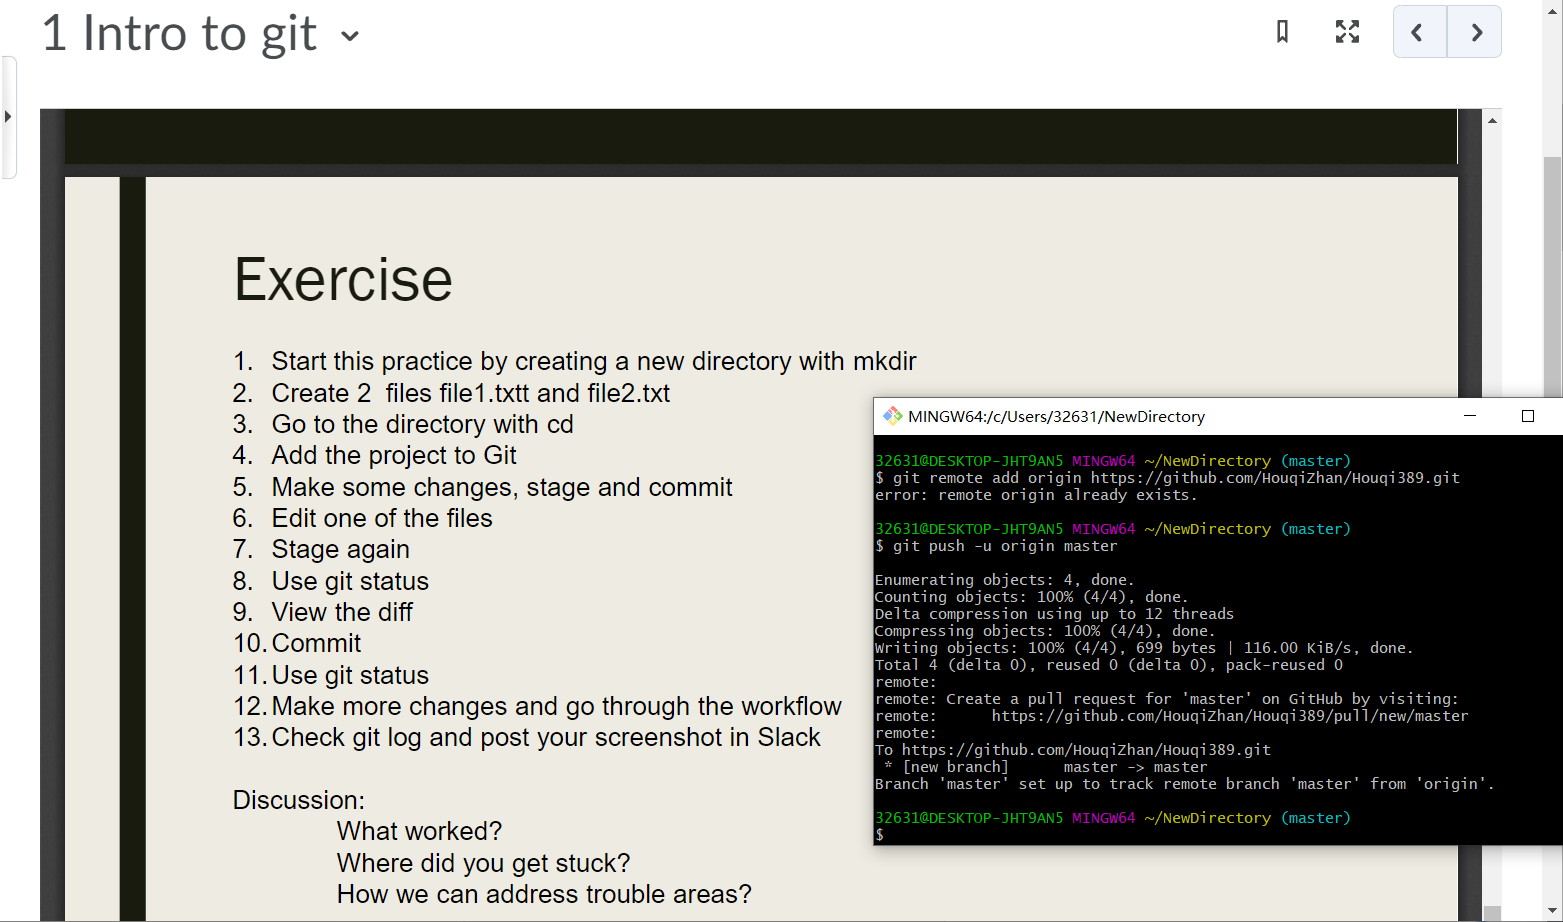 1 Intro to git
Exercise
1. Start this practice by creating a new directory with mkdir
2. Create 2  files file1.txtt and file2.txt
3. Go to the directory with cd
4. Add the project to Git
5. Make some changes, stage and commit
6. Edit one of the files
7. Stage again
8. Use git status
9. View the diff
10. Commit
11. Use git status
12. Make more changes and go through the workflow
13. Check git log and post your screenshot in Slack
Discussion:
What worked?
Where did you get stuck?
How we can address trouble areas?
MINGW64:/c/Users/32631/NewDirectory
32631@DESKTOP-JHT9AN5 MINGW64 ~/NewDirectory (master)
$ git remote add origin https://github.com/HouqiZhan/Houqi389.git
error: remote origin already exists.
32631@DESKTOP-JHT9AN5 MINGW64 ~/NewDirectory (master)
$ git push -u origin master
Enumerating objects: 4, done.
Counting objects: 100% (4/4), done.
Delta compression using up to 12 threads
Compressing objects: 100% (4/4), done.
Writing objects: 100% (4/4), 699 bytes | 116.00 KiB/s, done.
Total 4 (delta 0), reused 0 (delta 0), pack-reused 0
remote:
remote: Create a pull request for 'master' on GitHub by visiting:
remote:      https://github.com/HouqiZhan/Houqi389/pull/new/master
remote:
To https://github.com/HouqiZhan/Houqi389.git
 * [new branch]      master -> master
Branch 'master' set up to track remote branch 'master' from 'origin'.
32631@DESKTOP-JHT9AN5 MINGW64 ~/NewDirectory (master)
$